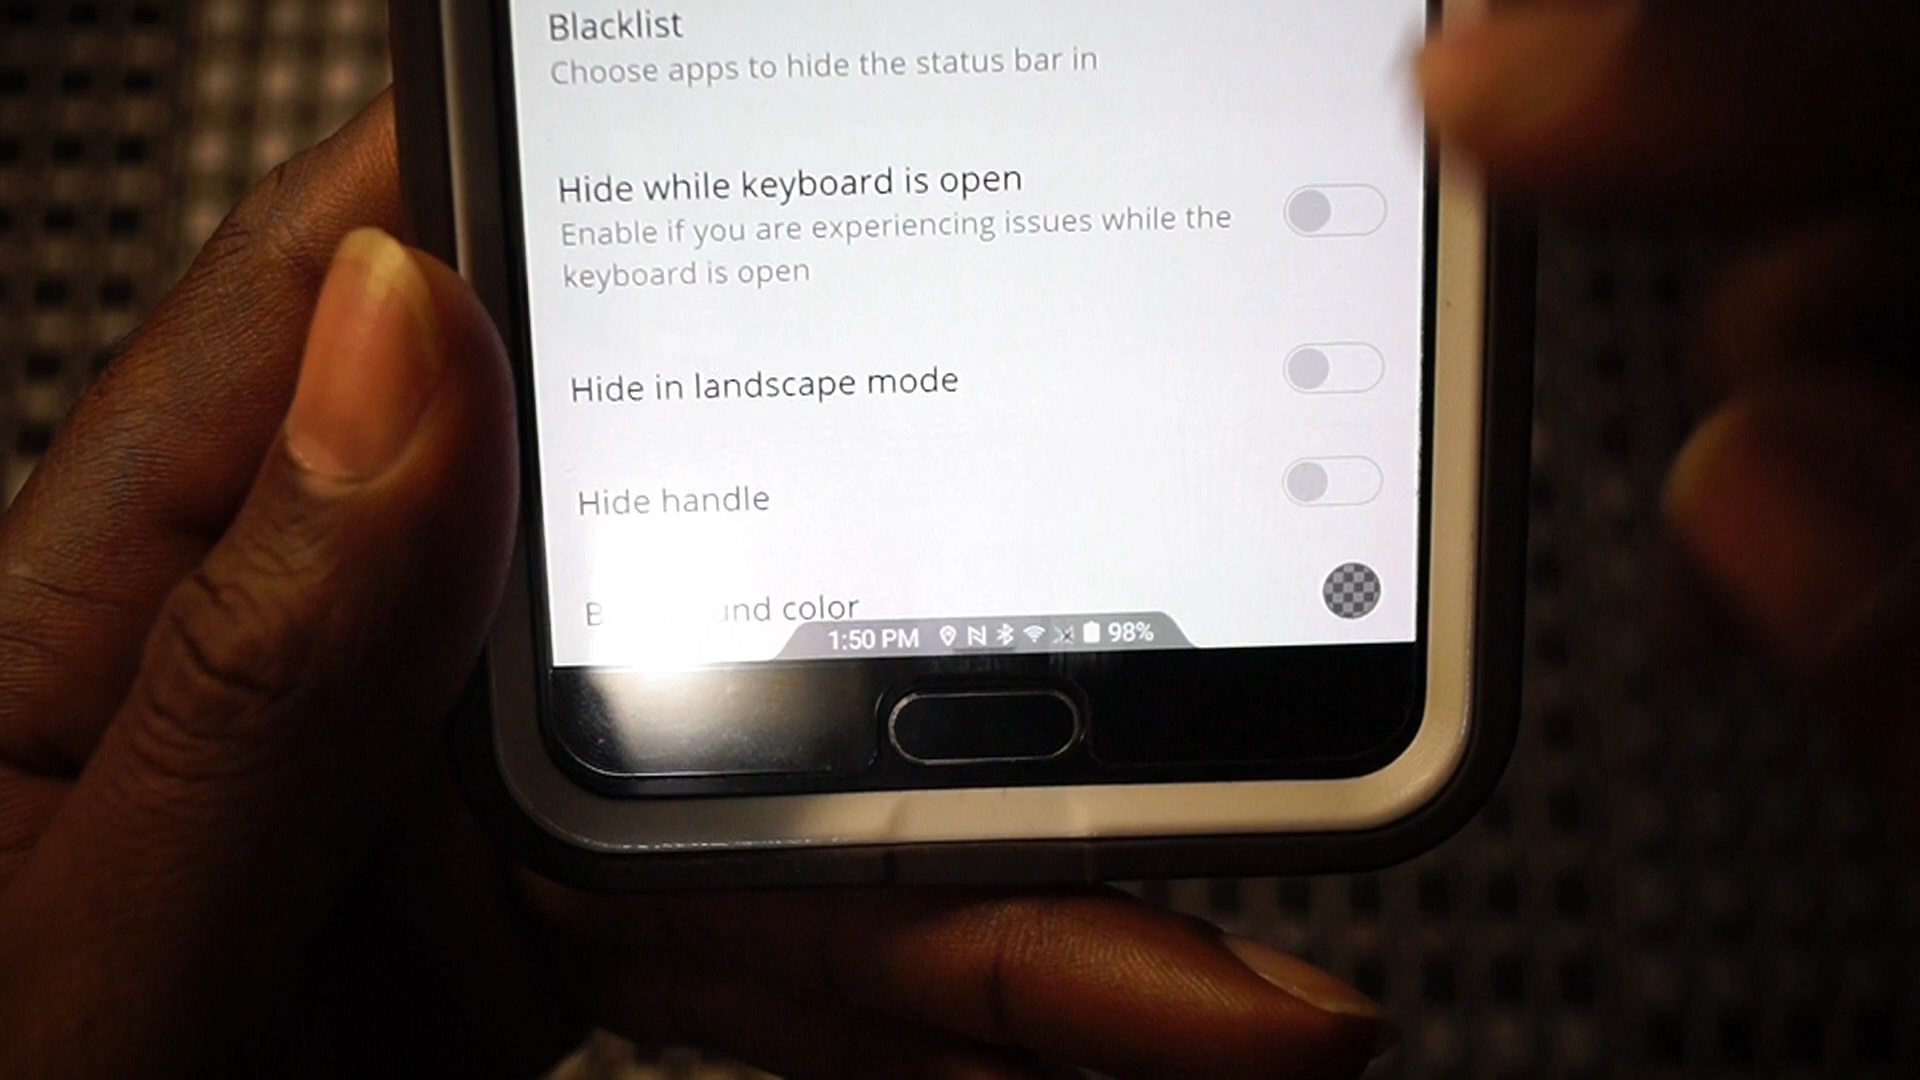 Blacklist
Choose apps to hide the status bar in
Hide while keyboard is open
Enable if you are experiencing issues while the
keyboard is open
Hide in landscape mode
Hide handle
color
1:50 PM 98%